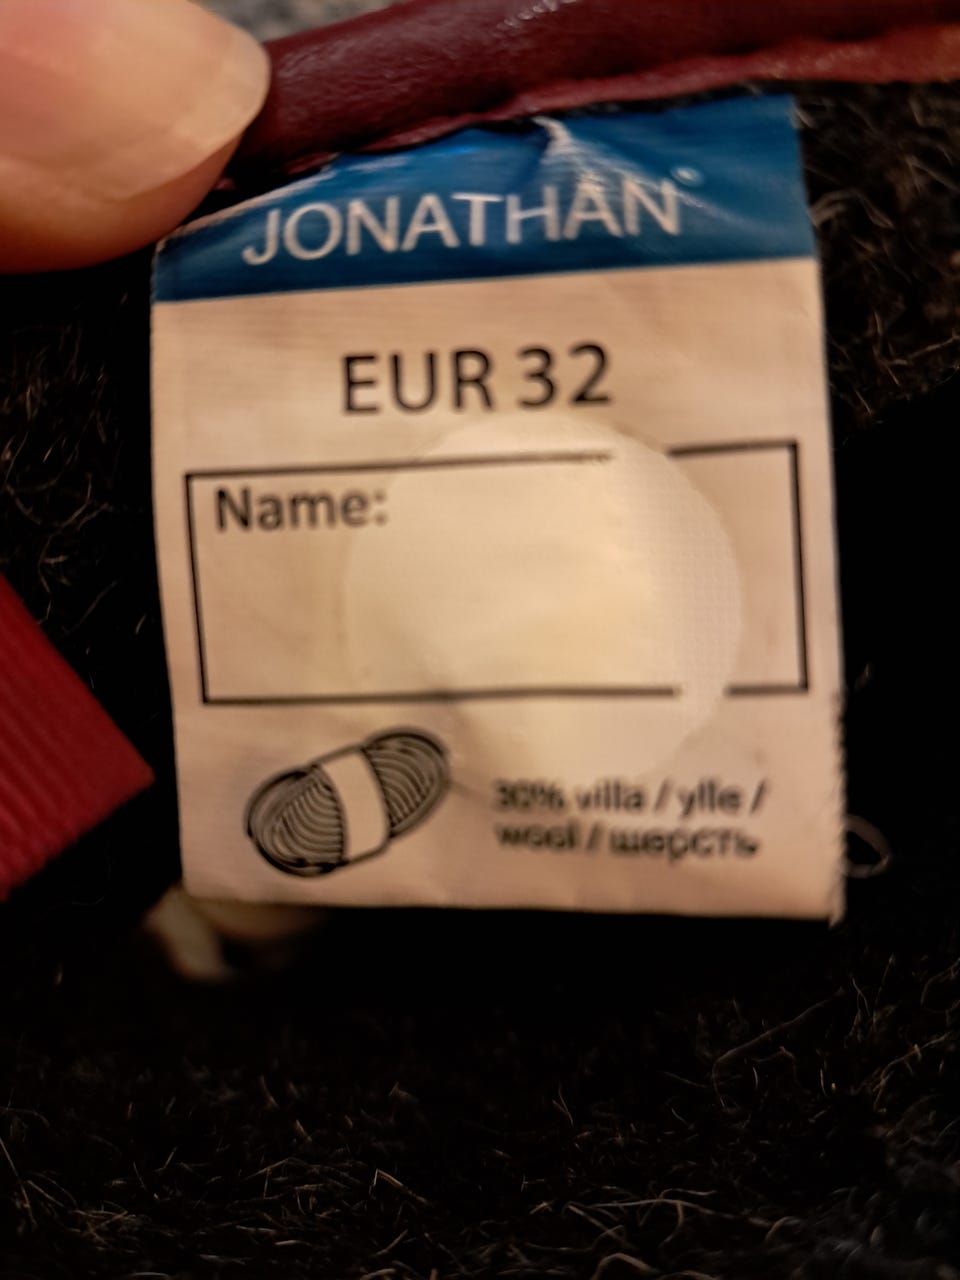 JONATHAN®
EUR 32
Name:
30% villa / ylle /
wool / шерсть